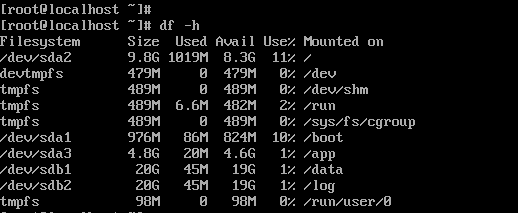 [root@localhost ~]#
[root@localhost ~]# df -h
Filesystem      Size  Used Avail Use% Mounted on
/dev/sda2       9.8G 1019M  8.3G  11% /
devtmpfs        479M     0  479M   0% /dev
tmpfs           489M     0  489M   0% /dev/shm
tmpfs           489M  6.6M  482M   2% /run
tmpfs           489M     0  489M   0% /sys/fs/cgroup
/dev/sda1       976M   86M  824M  10% /boot
/dev/sda3       4.8G   20M  4.6G   1% /app
/dev/sdb1        20G   45M   19G   1% /data
/dev/sdb2        20G   45M   19G   1% /log
tmpfs            98M     0   98M   0% /run/user/0